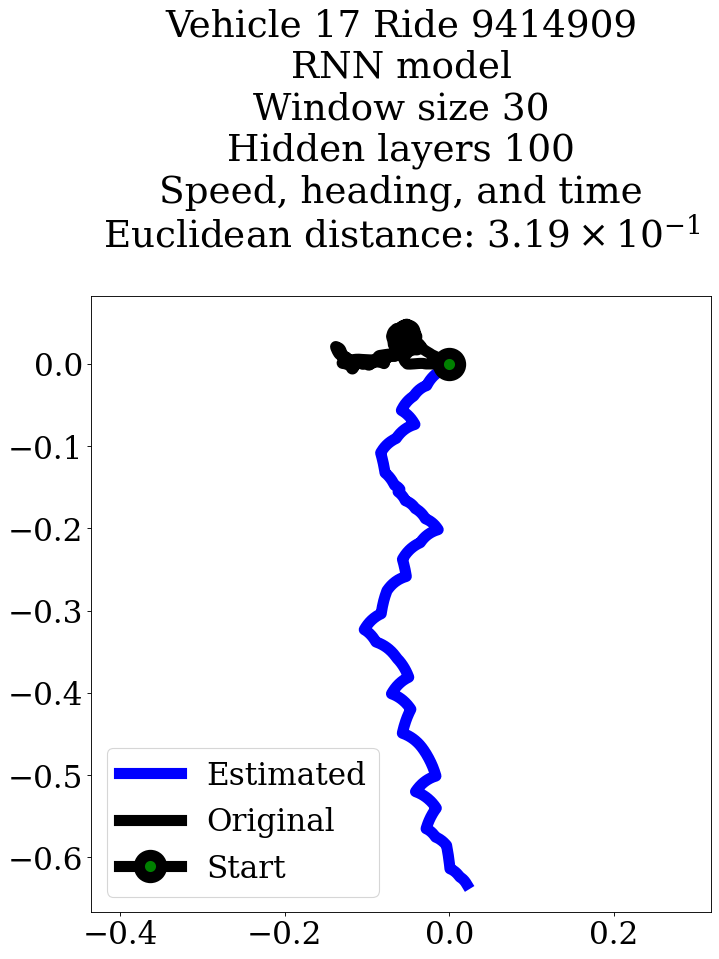 Vehicle 17 Ride 9414909
RNN model
Window size 30
Hidden layers 100
Speed, heading, and time
Euclidean distance: 3.19 × 10⁻¹
0.0
−0.1
−0.2
−0.3
−0.4
−0.5
−0.6
Estimated
Original
Start
−0.4 −0.2 0.0 0.2